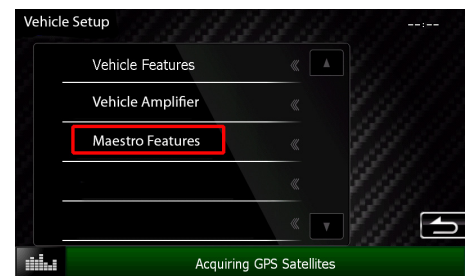 Vehicle Setup
--:--
Vehicle Features
Vehicle Amplifier
Maestro Features
Acquiring GPS Satellites